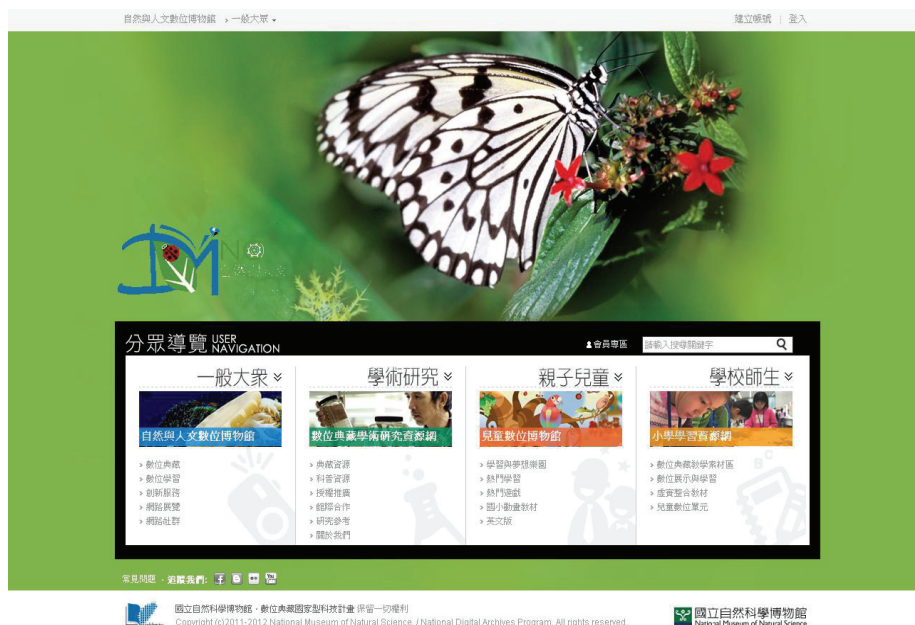 自然與人文數位博物館 › 一般大眾
建立帳號 | 登入
分眾導覽 USER NAVIGATION
會員專區
請輸入搜尋關鍵字
一般大眾
自然與人文數位博物館
› 數位典藏
› 數位學習
› 創新服務
› 網路展覽
› 網路社群
學術研究
數位典藏學術研究資源網
› 典藏資源
› 科普資源
› 授權推廣
› 館際合作
› 研究參考
› 關於我們
親子兒童
兒童數位博物館
› 學習與夢想樂園
› 熱門學習
› 熱門遊戲
› 國小動畫教材
› 英文版
學校師生
小學學習資源網
› 數位典藏教學素材區
› 數位展示與學習
› 虛實整合教材
› 兒童數位單元
常見問題 · 追蹤我們:
國立自然科學博物館 · 數位典藏國家型科技計畫 保留一切權利
Copyright (c)2011-2012 National Museum of Natural Science. / National Digital Archives Program. All rights reserved.
國立自然科學博物館
National Museum of Natural Science